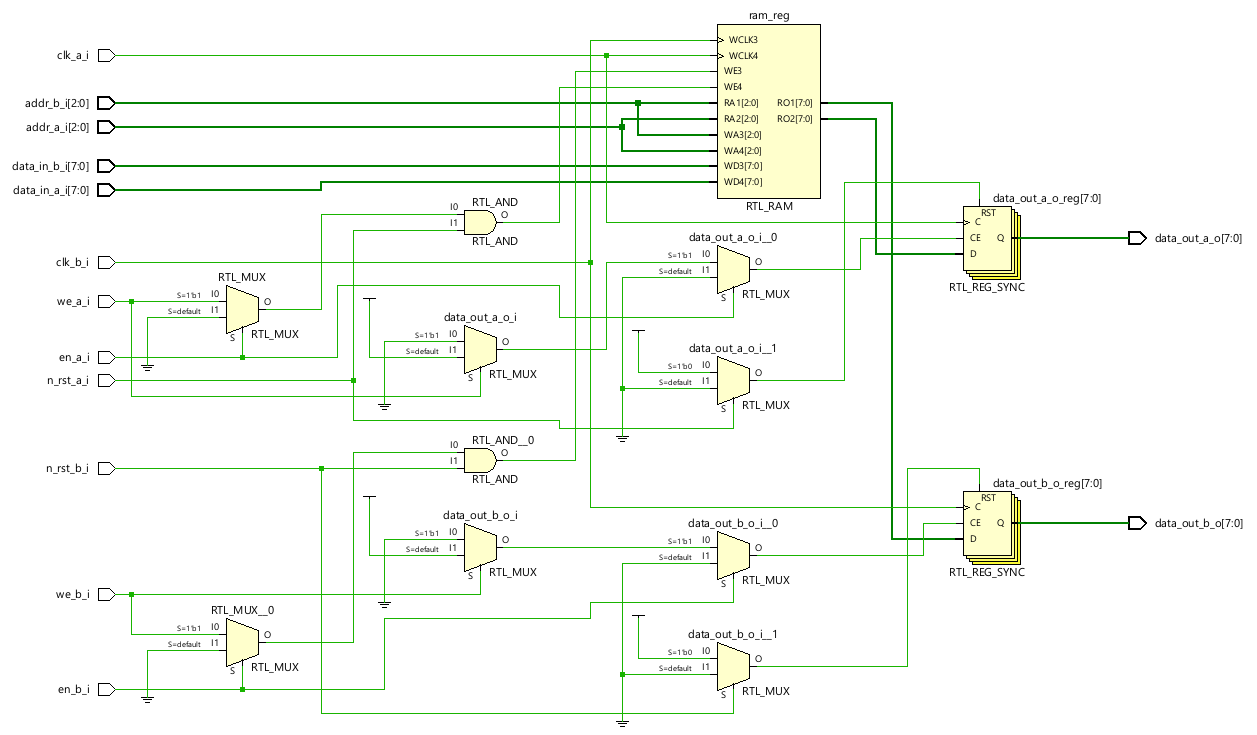 ram_reg
clk_a_i
WCLK3
WCLK4
WE3
WE4
addr_b_i[2:0]
RA1[2:0] RO1[7:0]
addr_a_i[2:0]
RA2[2:0] RO2[7:0]
WA3[2:0]
WA4[2:0]
data_in_b_i[7:0]
WD3[7:0]
data_in_a_i[7:0]
WD4[7:0]
RTL_RAM
RTL_AND
I0
I1
O
RTL_AND
data_out_a_o_reg[7:0]
RST
C
CE
D
Q
RTL_REG_SYNC
data_out_a_o[7:0]
data_out_a_o_i__0
S=1'b1 I0
S=default I1
O
S
RTL_MUX
clk_b_i
we_a_i
RTL_MUX
S=1'b1 I0
S=default I1
O
S
RTL_MUX
data_out_a_o_i
S=1'b1 I0
S=default I1
O
S
RTL_MUX
data_out_a_o_i__1
S=1'b0 I0
S=default I1
O
S
RTL_MUX
en_a_i
n_rst_a_i
n_rst_b_i
RTL_AND__0
I0
I1
O
RTL_AND
data_out_b_o_reg[7:0]
RST
C
CE
D
Q
RTL_REG_SYNC
data_out_b_o[7:0]
data_out_b_o_i
S=1'b1 I0
S=default I1
O
S
RTL_MUX
data_out_b_o_i__0
S=1'b1 I0
S=default I1
O
S
RTL_MUX
we_b_i
RTL_MUX__0
S=1'b1 I0
S=default I1
O
S
RTL_MUX
data_out_b_o_i__1
S=1'b0 I0
S=default I1
O
S
RTL_MUX
en_b_i